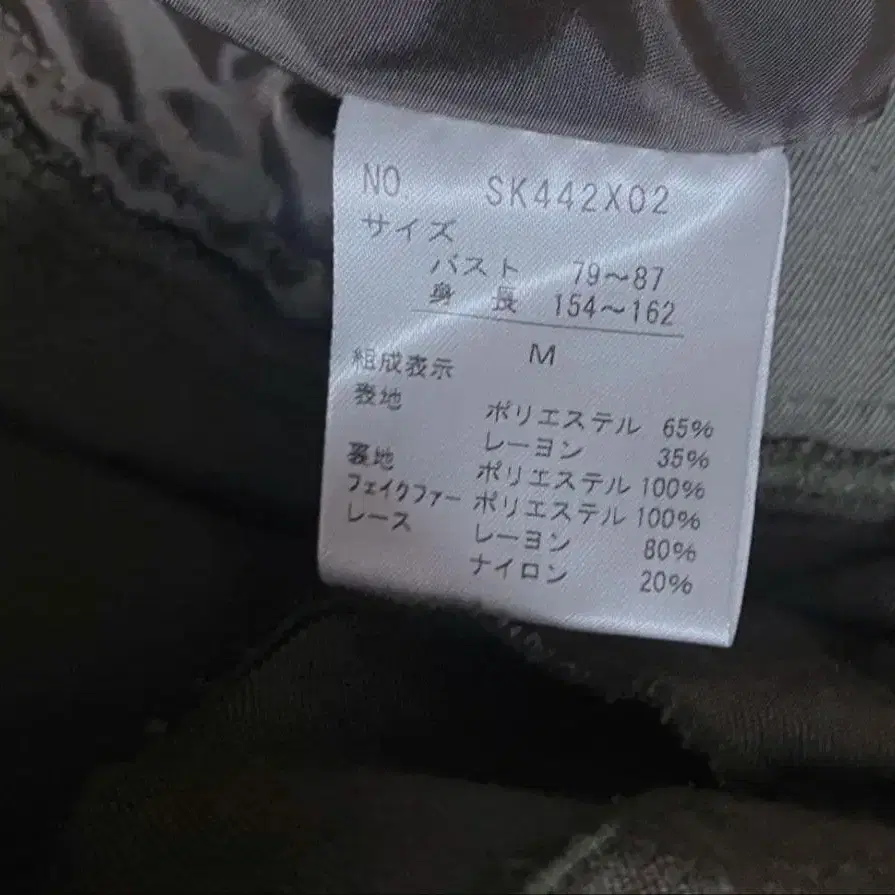 NO. SK442X02
サイズ
バスト 79～87
身長 154～162
M
組成表示
表地 ポリエステル 65%
レーヨン 35%
裏地 ポリエステル 100%
フェイクファー ポリエステル 100%
レース レーヨン 80%
ナイロン 20%